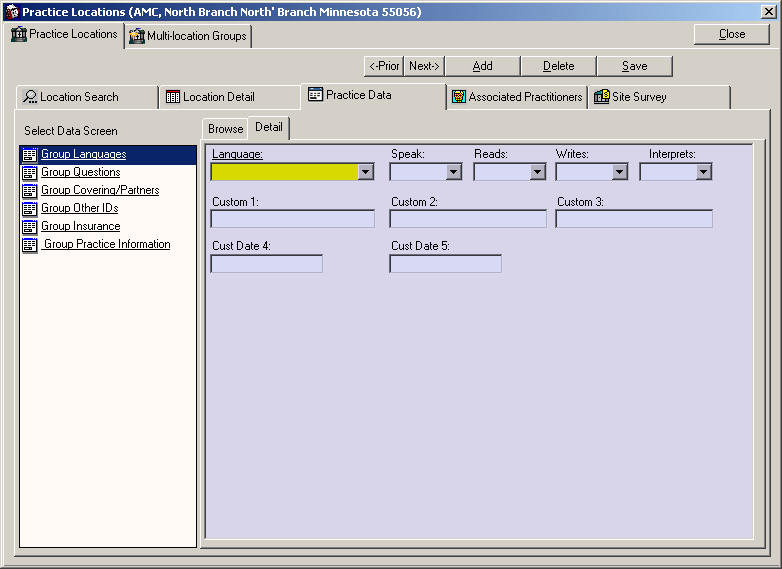 Practice Locations (AMC, North Branch North' Branch Minnesota 55056)
Practice Locations Multi-location Groups Close
<-Prior Next-> Add Delete Save
Location Search Location Detail Practice Data Associated Practitioners Site Survey
Select Data Screen
Group Languages
Group Questions
Group Covering/Partners
Group Other IDs
Group Insurance
Group Practice Information
Browse Detail
Language: Speak: Reads: Writes: Interprets:
Custom 1: Custom 2: Custom 3:
Cust Date 4: Cust Date 5: